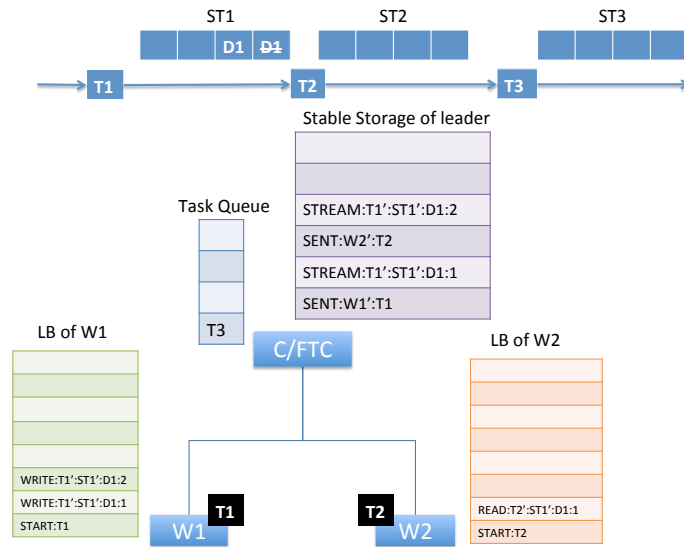 ST1
ST2
ST3
D1
D1
T1
T2
T3
Stable Storage of leader
STREAM:T1':ST1':D1:2
SENT:W2':T2
STREAM:T1':ST1':D1:1
SENT:W1':T1
Task Queue
T3
C/FTC
LB of W1
WRITE:T1':ST1':D1:2
WRITE:T1':ST1':D1:1
START:T1
LB of W2
READ:T2':ST1':D1:1
START:T2
T1
W1
T2
W2